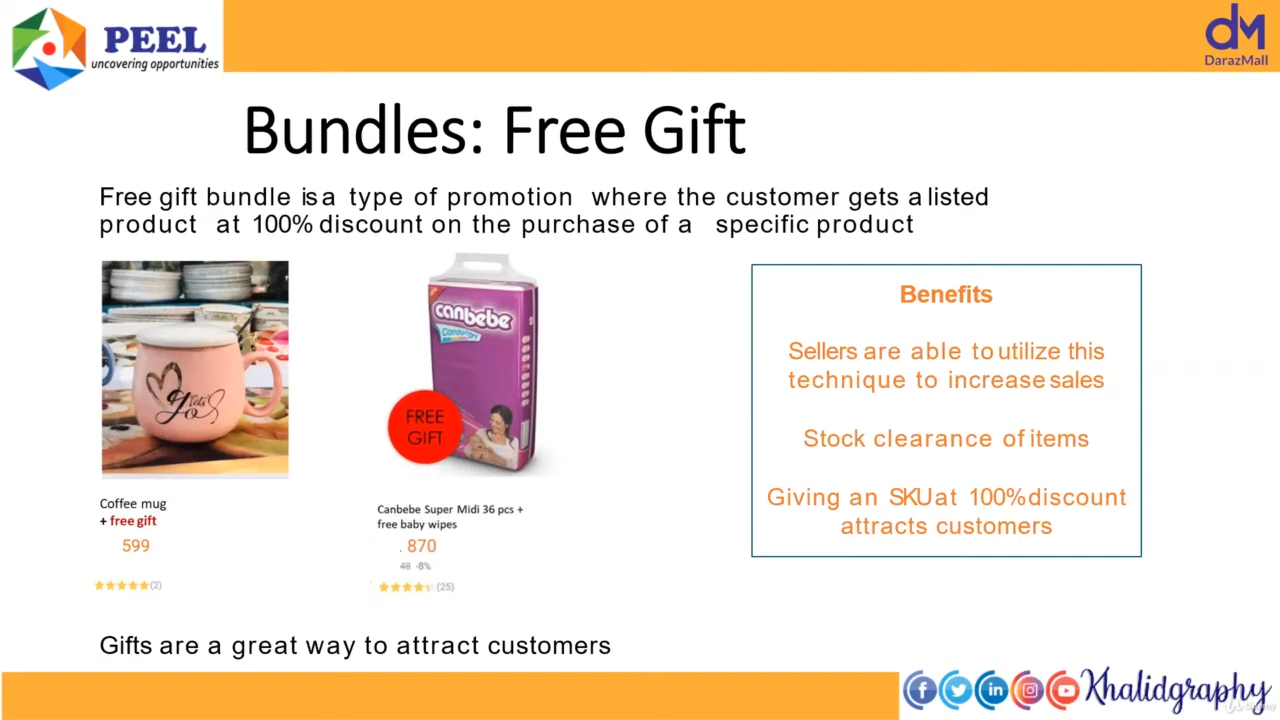 PEEL
uncovering opportunities
dM
DarazMall
Bundles: Free Gift
Free gift bundle is a type of promotion where the customer gets a listed
product at 100% discount on the purchase of a specific product
Coffee mug
+ free gift
599
(2)
canbebe
FREE
GIFT
Canbebe Super Midi 36 pcs +
free baby wipes
. 870
48 -8%
(25)
Benefits
Sellers are able to utilize this
technique to increase sales
Stock clearance of items
Giving an SKU at 100% discount
attracts customers
Gifts are a great way to attract customers
Khalidgraphy